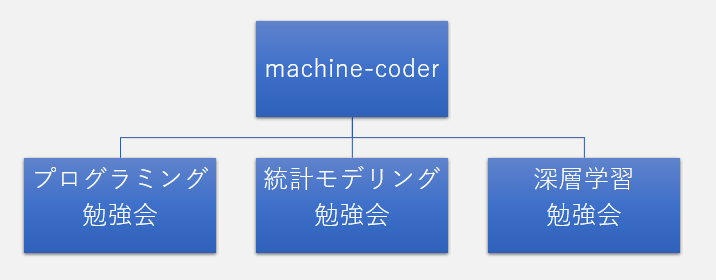 machine-coder
プログラミング
勉強会
統計モデリング
勉強会
深層学習
勉強会